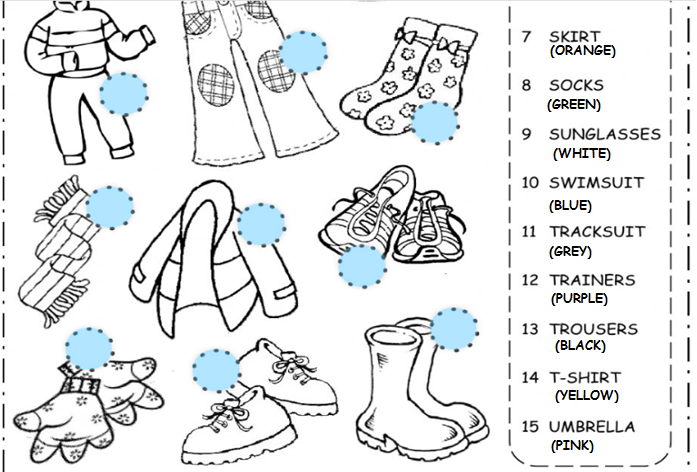 7 SKIRT
(ORANGE)
8 SOCKS
(GREEN)
9 SUNGLASSES
(WHITE)
10 SWIMSUIT
(BLUE)
11 TRACKSUIT
(GREY)
12 TRAINERS
(PURPLE)
13 TROUSERS
(BLACK)
14 T-SHIRT
(YELLOW)
15 UMBRELLA
(PINK)